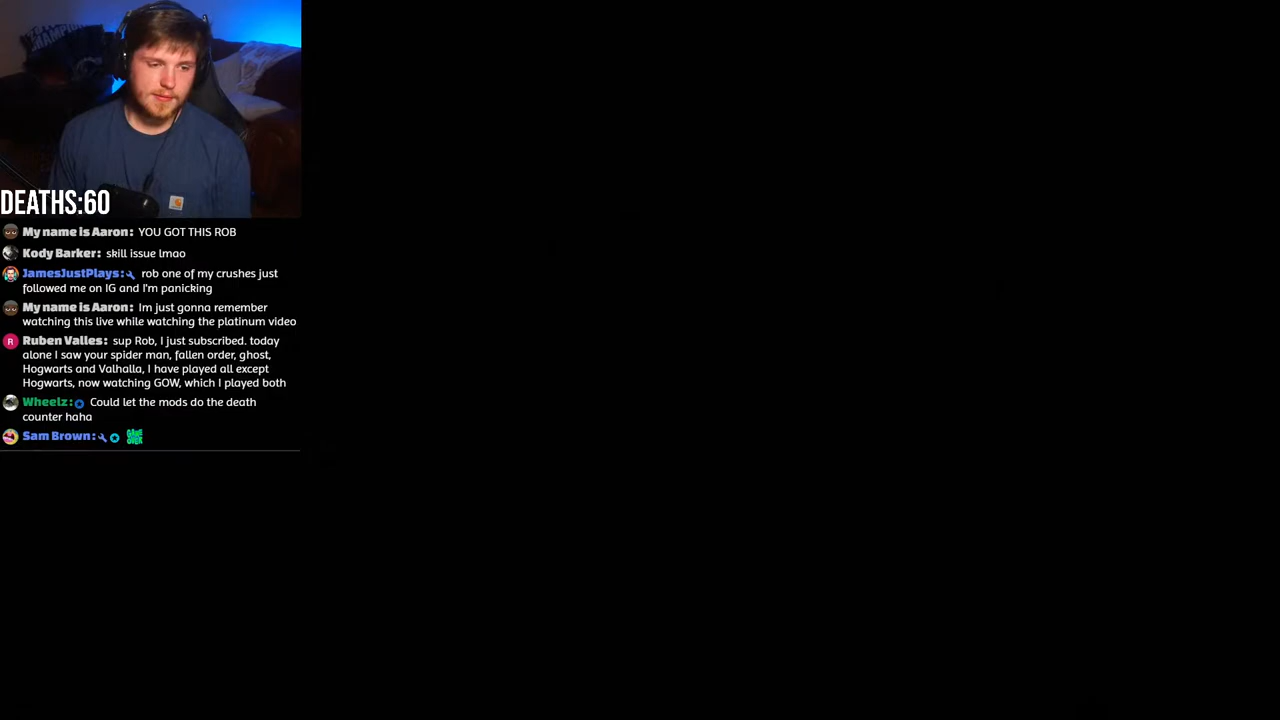 CHAMPIONS
DEATHS:60
My name is Aaron: YOU GOT THIS ROB
Kody Barker: skill issue lmao
JamesJustPlays: rob one of my crushes just
followed me on IG and I'm panicking
My name is Aaron: Im just gonna remember
watching this live while watching the platinum video
R Ruben Valles: sup Rob, I just subscribed. today
alone I saw your spider man, fallen order, ghost,
Hogwarts and Valhalla, I have played all except
Hogwarts, now watching GOW, which I played both
Wheelz: Could let the mods do the death
counter haha
Sam Brown: GAME
OVER